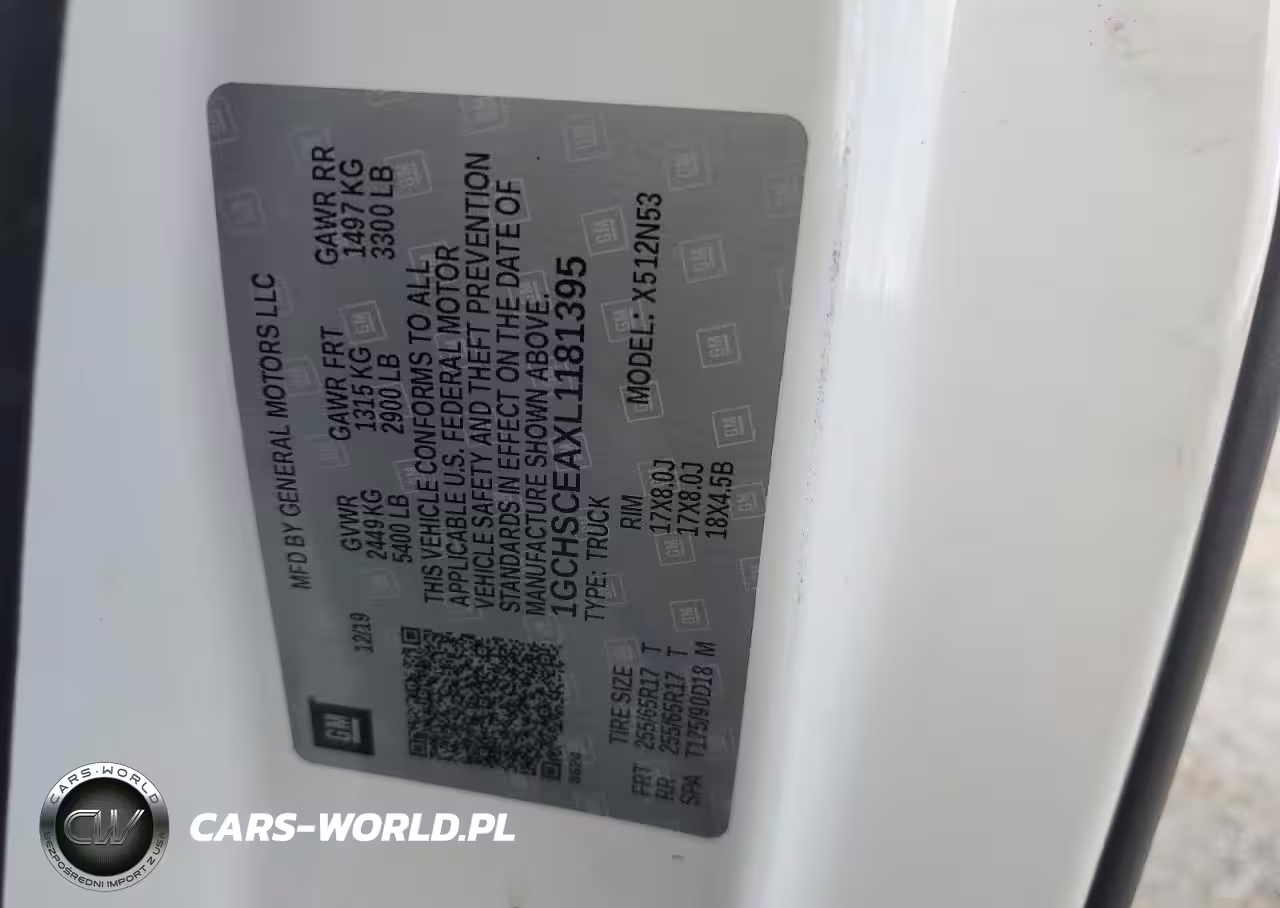 MFD BY GENERAL MOTORS LLC
12/19
GVWR GAWR FRT GAWR RR
2449 KG 1315 KG 1497 KG
5400 LB 2900 LB 3300 LB
THIS VEHICLE CONFORMS TO ALL
APPLICABLE U.S. FEDERAL MOTOR
VEHICLE SAFETY AND THEFT PREVENTION
STANDARDS IN EFFECT ON THE DATE OF
MANUFACTURE SHOWN ABOVE.
1GCHSCEAXL1181395
TYPE: TRUCK
MODEL: X512N53
TIRE SIZE RIM
FRT 255/65R17 T 17X8.0J
RR 255/65R17 T 17X8.0J
SPA T175/90D18 M 18X4.5B
GM
CARS-WORLD
CW
BEZPOŚREDNI IMPORT Z USA
CARS-WORLD.PL